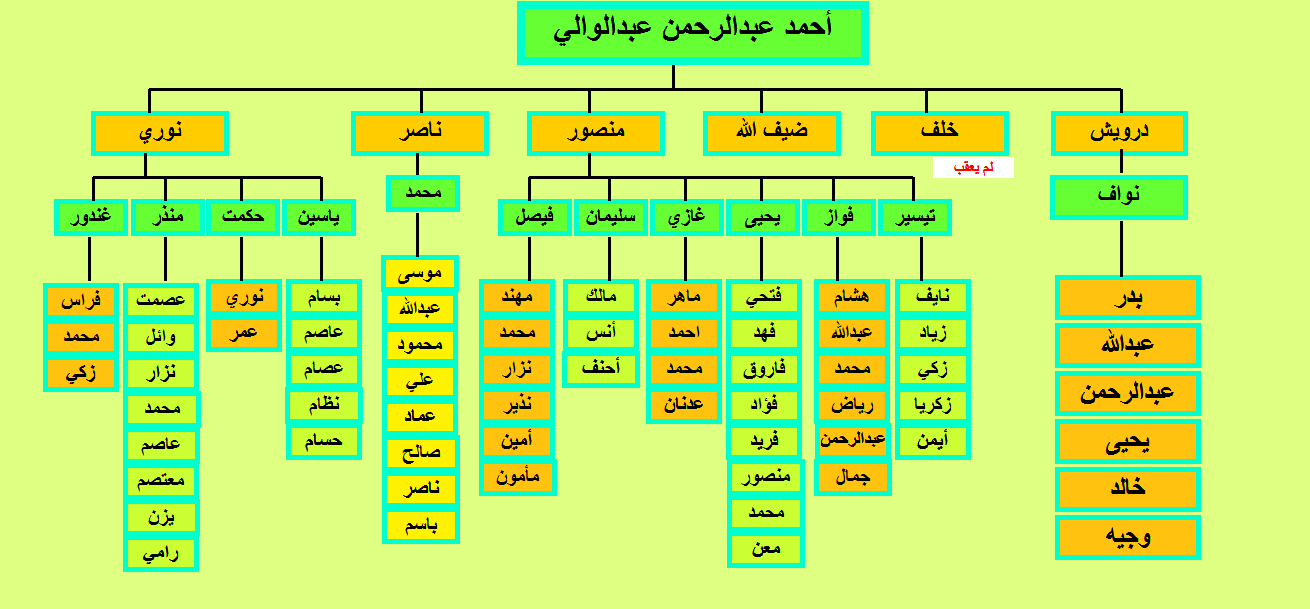 أحمد عبدالرحمن عبدالوالي
درويش
خلف
ضيف الله
منصور
ناصر
نوري
لم يعقب
نواف
محمد
تيسير
فواز
يحيى
غازي
سليمان
فيصل
ياسين
حكمت
منذر
غندور
بدر
عبدالله
عبدالرحمن
يحيى
خالد
وجيه
نايف
زياد
زكي
زكريا
أيمن
هشام
عبدالله
محمد
رياض
عبدالرحمن
جمال
فتحي
فهد
فاروق
فؤاد
فريد
منصور
محمد
معن
ماهر
احمد
محمد
عدنان
مالك
أنس
أحنف
مهند
محمد
نزار
نذير
أمين
مأمون
موسى
عبدالله
محمود
علي
عماد
صالح
ناصر
باسم
بسام
عاصم
عصام
نظام
حسام
نوري
عمر
عصمت
وائل
نزار
محمد
عاصم
معتصم
يزن
رامي
فراس
محمد
زكي